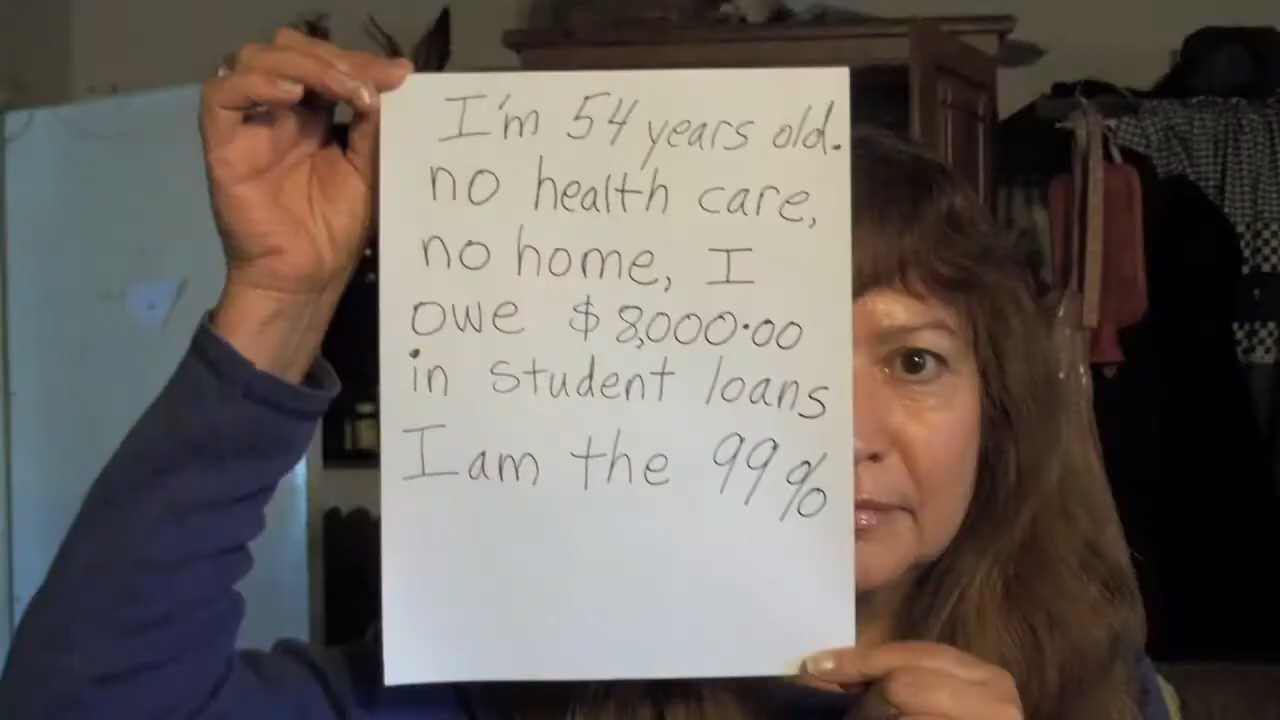 I'm 54 years old.
no health care,
no home, I
owe $8,000.00
in student loans
I am the 99%